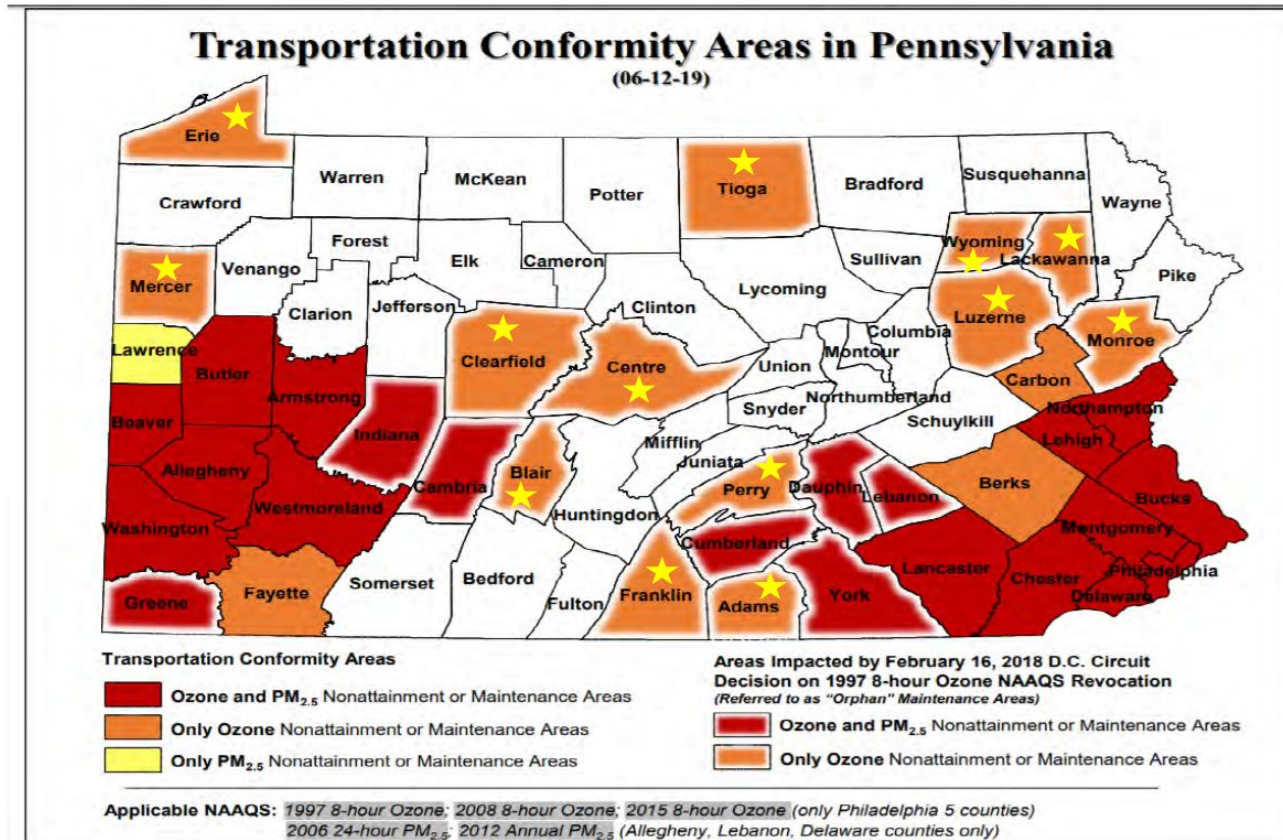 Transportation Conformity Areas in Pennsylvania
(06-12-19)
Erie
Warren
McKean
Potter
Tioga
Bradford
Susquehanna
Wayne
Crawford
Forest
Elk
Cameron
Wyoming
Lackawanna
Sullivan
Pike
Mercer
Venango
Clarion
Jefferson
Clinton
Lycoming
Luzerne
Monroe
Lawrence
Butler
Clearfield
Centre
Union
Montour
Columbia
Carbon
Armstrong
Snyder
Northumberland
Northampton
Beaver
Indiana
Mifflin
Schuylkill
Lehigh
Allegheny
Cambria
Blair
Juniata
Perry
Dauphin
Lebanon
Berks
Bucks
Westmoreland
Huntingdon
Cumberland
Montgomery
Washington
Philadelphia
Lancaster
Chester
Delaware
Greene
Fayette
Somerset
Bedford
Fulton
Franklin
Adams
York
Transportation Conformity Areas
Ozone and PM2.5 Nonattainment or Maintenance Areas
Only Ozone Nonattainment or Maintenance Areas
Only PM2.5 Nonattainment or Maintenance Areas
Areas Impacted by February 16, 2018 D.C. Circuit
Decision on 1997 8-hour Ozone NAAQS Revocation
(Referred to as “Orphan” Maintenance Areas)
Ozone and PM2.5 Nonattainment or Maintenance Areas
Only Ozone Nonattainment or Maintenance Areas
Applicable NAAQS: 1997 8-hour Ozone; 2008 8-hour Ozone; 2015 8-hour Ozone (only Philadelphia 5 counties)
2006 24-hour PM2.5; 2012 Annual PM2.5 (Allegheny, Lebanon, Delaware counties only)